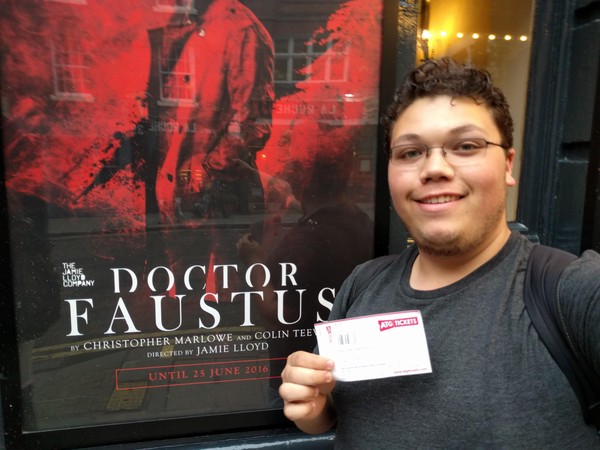 THE
JAMIE
LLOYD
COMPANY
DOCTOR
FAUSTUS
BY CHRISTOPHER MARLOWE AND COLIN
DIRECTED BY JAMIE LLOYD
UNTIL 25 JUNE 2016
ATG TICKETS